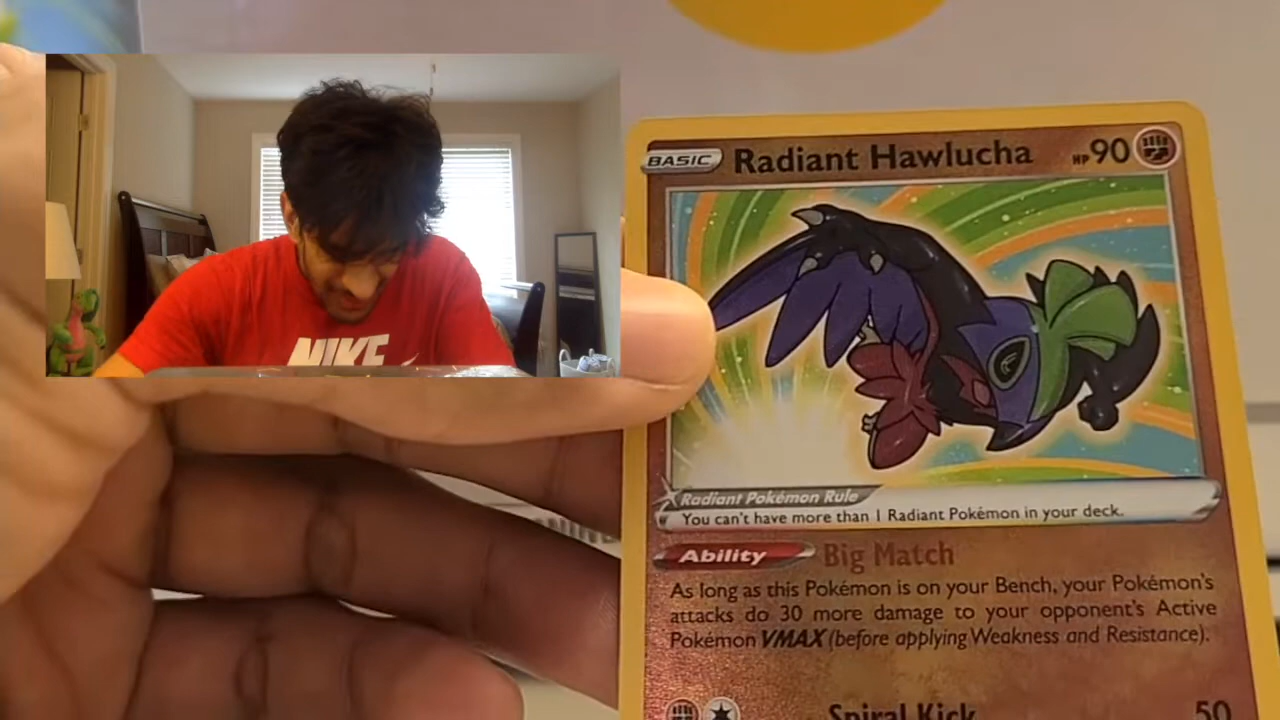 NIKE
BASIC Radiant Hawlucha HP90
Radiant Pokémon Rule
You can't have more than 1 Radiant Pokémon in your deck.
Ability Big Match
As long as this Pokémon is on your Bench, your Pokémon's
attacks do 30 more damage to your opponent's Active
Pokémon VMAX (before applying Weakness and Resistance).
Spiral Kick 50